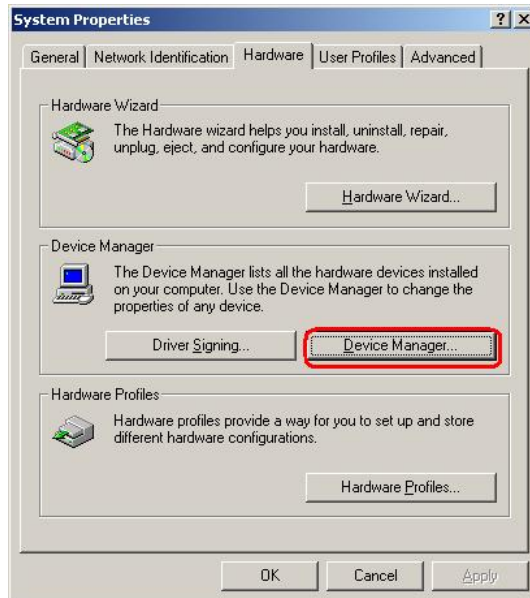 System Properties
General
Network Identification
Hardware
User Profiles
Advanced
Hardware Wizard
The Hardware wizard helps you install, uninstall, repair,
unplug, eject, and configure your hardware.
Hardware Wizard...
Device Manager
The Device Manager lists all the hardware devices installed
on your computer. Use the Device Manager to change the
properties of any device.
Driver Signing...
Device Manager...
Hardware Profiles
Hardware profiles provide a way for you to set up and store
different hardware configurations.
Hardware Profiles...
OK
Cancel
Apply